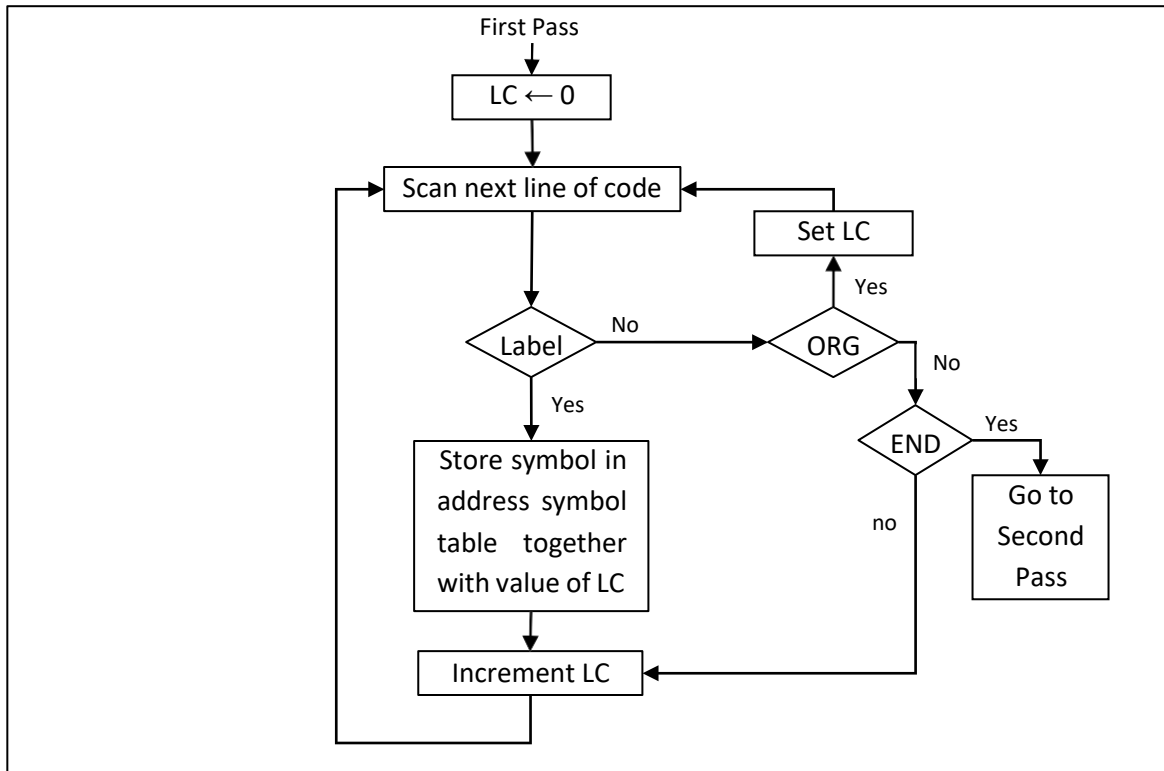 First Pass
LC ← 0
Scan next line of code
Set LC
Yes
Label
No
ORG
No
Yes
END
Yes
Store symbol in
address symbol
table together
with value of LC
no
Go to
Second
Pass
Increment LC